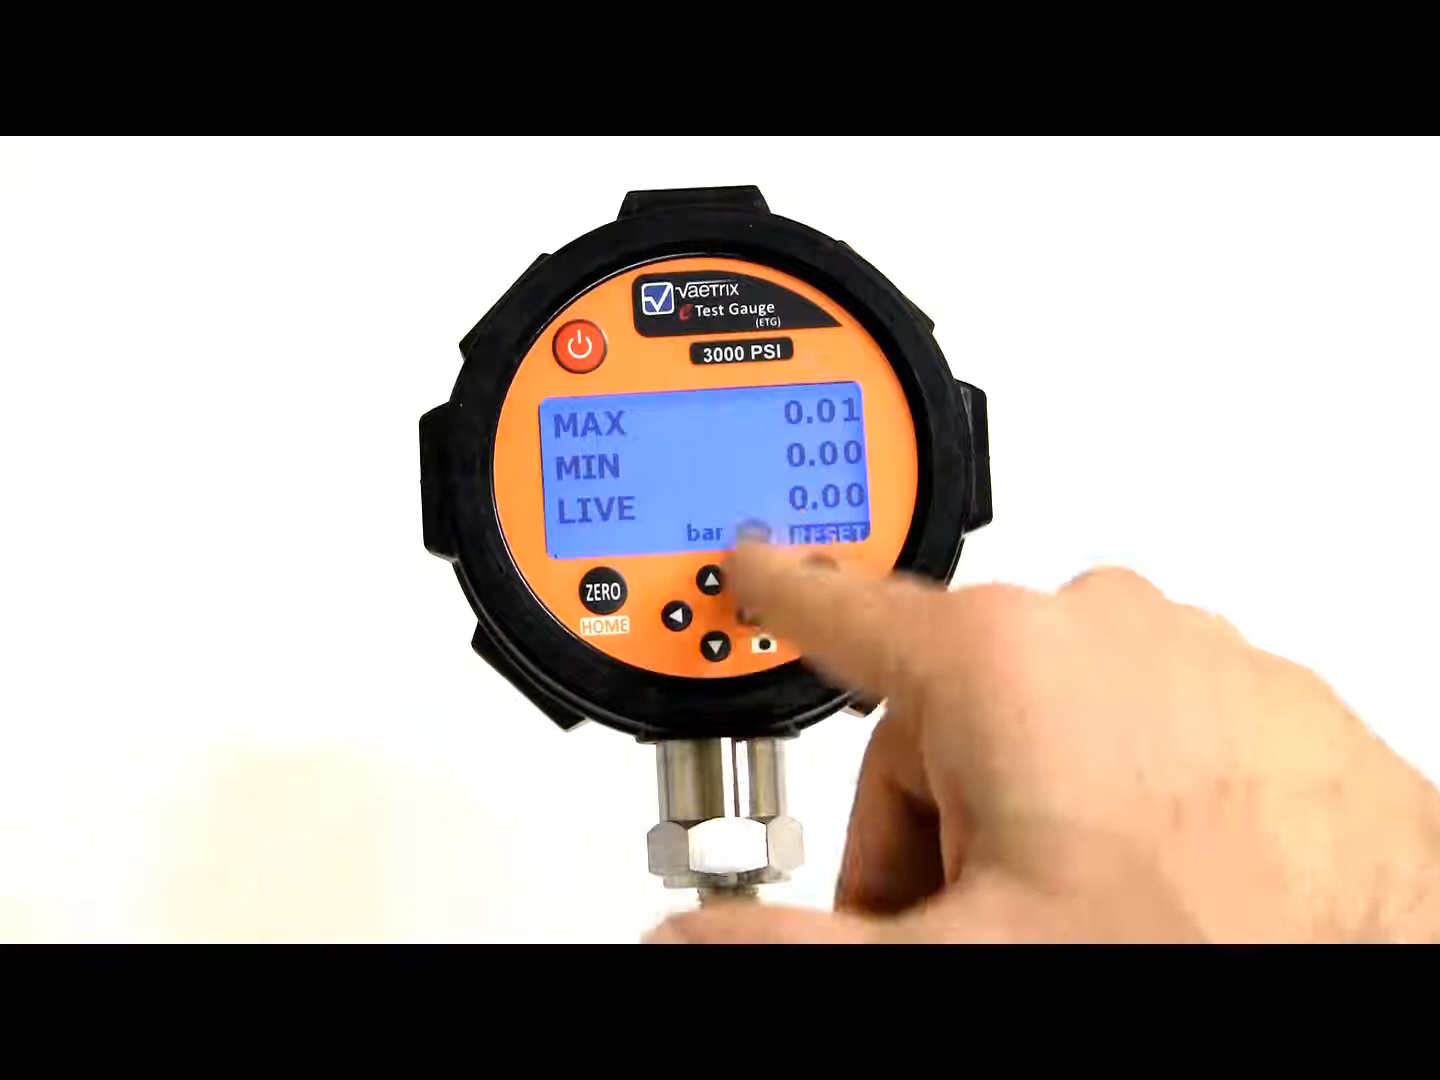 VAETRIX
e Test Gauge
(ETG)
3000 PSI
MAX 0.01
MIN 0.00
LIVE 0.00
bar RESET
ZERO
HOME